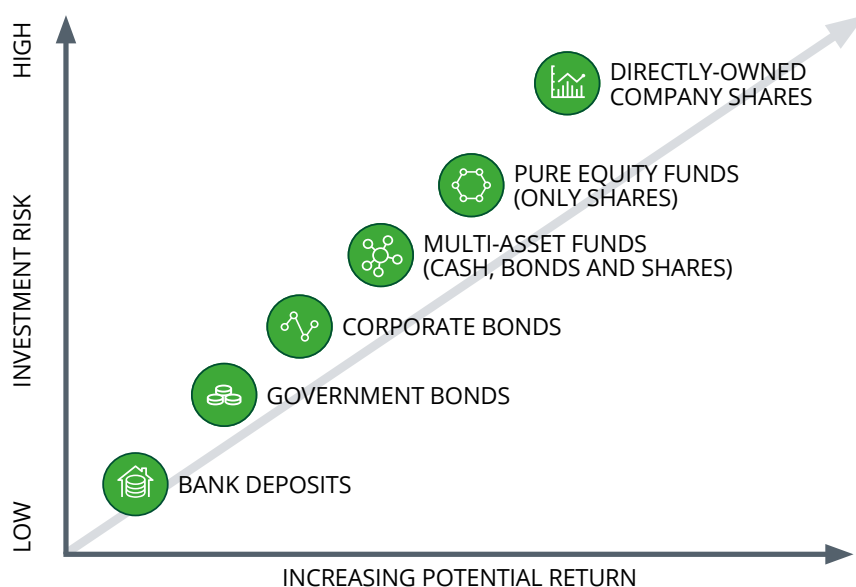 HIGH
INVESTMENT RISK
LOW
DIRECTLY-OWNED
COMPANY SHARES
PURE EQUITY FUNDS
(ONLY SHARES)
MULTI-ASSET FUNDS
(CASH, BONDS AND SHARES)
CORPORATE BONDS
GOVERNMENT BONDS
BANK DEPOSITS
INCREASING POTENTIAL RETURN